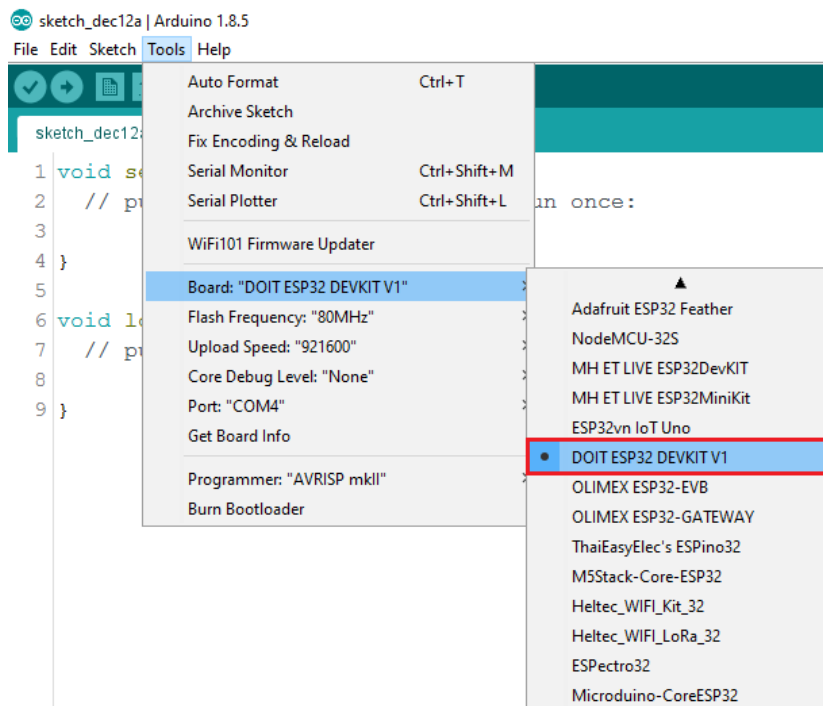 sketch_dec12a | Arduino 1.8.5
File Edit Sketch Tools Help
sketch_dec12a
Auto Format Ctrl+T
Archive Sketch
Fix Encoding & Reload
Serial Monitor Ctrl+Shift+M
Serial Plotter Ctrl+Shift+L
WiFi101 Firmware Updater
Board: "DOIT ESP32 DEVKIT V1"
Flash Frequency: "80MHz"
Upload Speed: "921600"
Core Debug Level: "None"
Port: "COM4"
Get Board Info
Programmer: "AVRISP mkII"
Burn Bootloader
1 void se
2 // pu un once:
3
4 }
5
6 void lo
7 // pu
8
9 }
Adafruit ESP32 Feather
NodeMCU-32S
MH ET LIVE ESP32DevKIT
MH ET LIVE ESP32MiniKit
ESP32vn IoT Uno
DOIT ESP32 DEVKIT V1
OLIMEX ESP32-EVB
OLIMEX ESP32-GATEWAY
ThaiEasyElec's ESPino32
M5Stack-Core-ESP32
Heltec_WIFI_Kit_32
Heltec_WIFI_LoRa_32
ESPectro32
Microduino-CoreESP32